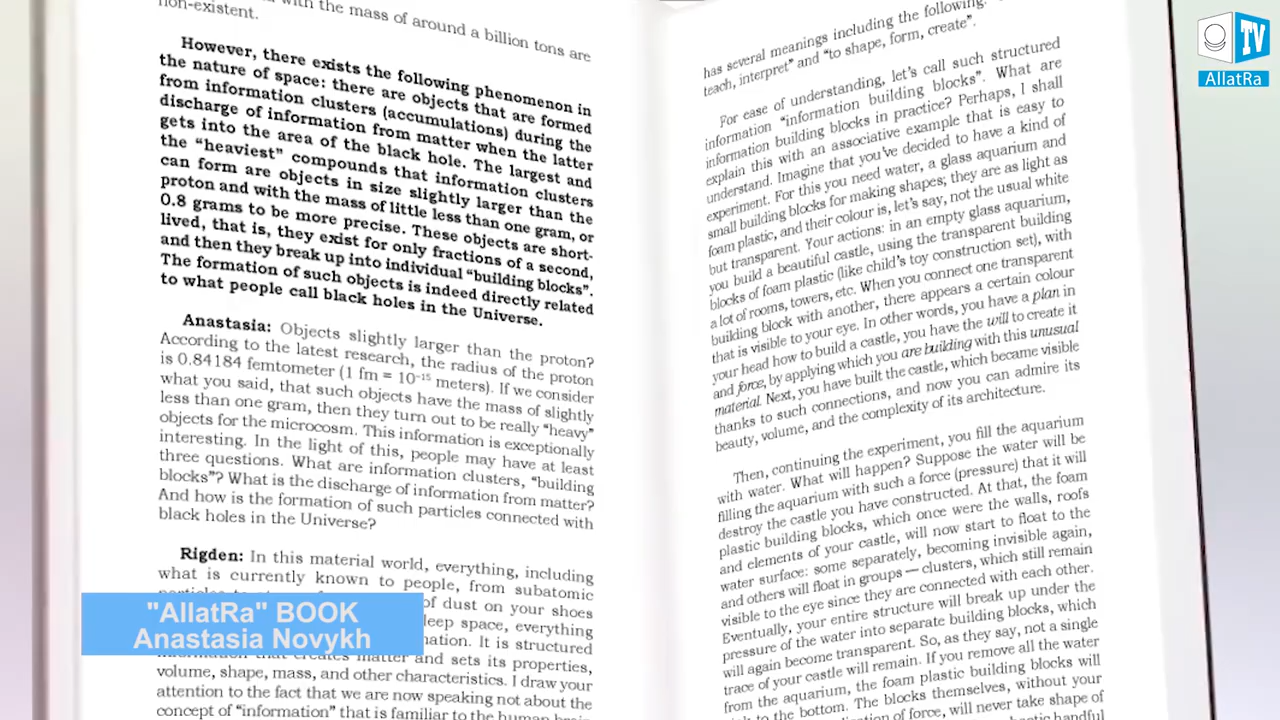 with the mass of around a billion tons are
non-existent.
However, there exists the following phenomenon in
the nature of space: there are objects that are formed
from information clusters (accumulations) during the
discharge of information from matter when the latter
gets into the area of the black hole. The largest and
the “heaviest” compounds that information clusters
can form are objects in size slightly larger than the
proton and with the mass of little less than one gram, or
0.8 grams to be more precise. These objects are short-
lived, that is, they exist for only fractions of a second,
and then they break up into individual “building blocks”.
The formation of such objects is indeed directly related
to what people call black holes in the Universe.
Anastasia: Objects slightly larger than the proton?
According to the latest research, the radius of the proton
is 0.84184 femtometer (1 fm = 10⁻¹⁵ meters). If we consider
what you said, that such objects have the mass of slightly
less than one gram, then they turn out to be really “heavy”
objects for the microcosm. This information is exceptionally
interesting. In the light of this, people may have at least
three questions. What are information clusters, “building
blocks”? What is the discharge of information from matter?
And how is the formation of such particles connected with
black holes in the Universe?
Rigden: In this material world, everything, including
what is currently known to people, from subatomic
of dust on your shoes
deep space, everything
It is structured
information that creates matter and sets its properties,
volume, shape, mass, and other characteristics. I draw your
attention to the fact that we are now speaking not about the
concept of “information” that is familiar to the human brain
has several meanings including the following:
teach, interpret” and “to shape, form, create”.
For ease of understanding, let’s call such structured
information “information building blocks”. What are
information building blocks in practice? Perhaps, I shall
explain this with an associative example that is easy to
understand. Imagine that you’ve decided to have a kind of
experiment. For this you need water, a glass aquarium and
small building blocks for making shapes; they are as light as
foam plastic, and their colour is, let’s say, not the usual white
but transparent. Your actions: in an empty glass aquarium,
you build a beautiful castle, using the transparent building
blocks of foam plastic (like child’s toy construction set), with
a lot of rooms, towers, etc. When you connect one transparent
building block with another, there appears a certain colour
that is visible to your eye. In other words, you have a plan in
your head how to build a castle, you have the will to create it
and force, by applying which you are building with this unusual
material. Next, you have built the castle, which became visible
thanks to such connections, and now you can admire its
beauty, volume, and the complexity of its architecture.
Then, continuing the experiment, you fill the aquarium
with water. What will happen? Suppose the water will be
filling the aquarium with such a force (pressure) that it will
destroy the castle you have constructed. At that, the foam
plastic building blocks, which once were the walls, roofs
and elements of your castle, will now start to float to the
water surface: some separately, becoming invisible again,
and others will float in groups — clusters, which still remain
visible to the eye since they are connected with each other.
Eventually, your entire structure will break up under the
pressure of the water into separate building blocks, which
will again become transparent. So, as they say, not a single
trace of your castle will remain. If you remove all the water
from the aquarium, the foam plastic building blocks will
to the bottom. The blocks themselves, without your
of force, will never take shape of
handful
"AllatRa" BOOK
Anastasia Novykh
TV
AllatRa